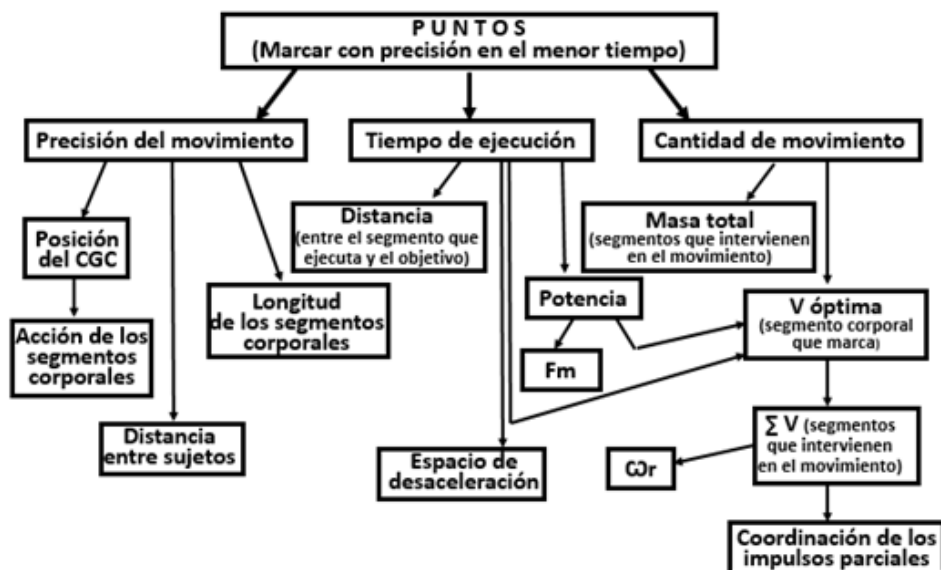 P U N T O S
(Marcar con precisión en el menor tiempo)
Precisión del movimiento
Tiempo de ejecución
Cantidad de movimiento
Posición
del CGC
Acción de los
segmentos
corporales
Distancia
entre sujetos
Longitud
de los segmentos
corporales
Distancia
(entre el segmento que
ejecuta y el objetivo)
Potencia
Fm
Espacio de
desaceleración
Masa total
(segmentos que intervienen
en el movimiento)
V óptima
(segmento corporal
que marca)
∑ V (segmentos
que intervienen
en el movimiento)
ωr
Coordinación de los
impulsos parciales